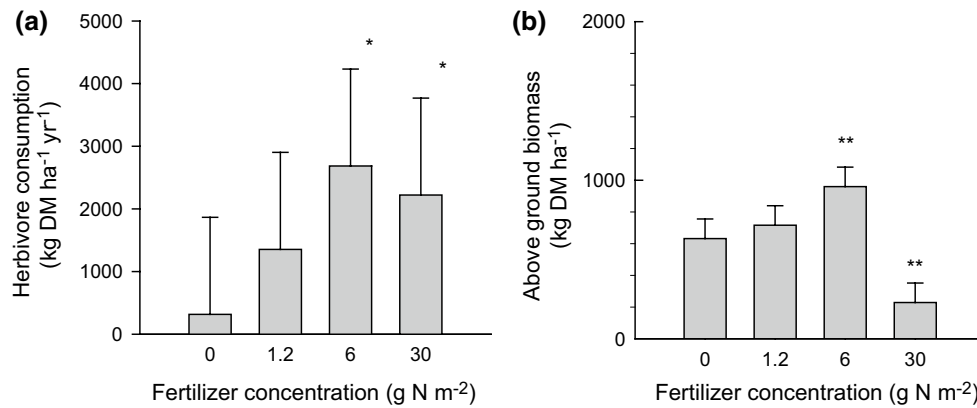 (a)
5000
4000
3000
2000
1000
0
Herbivore consumption
(kg DM ha⁻¹ yr⁻¹)
*
*
0 1.2 6 30
Fertilizer concentration (g N m⁻²)
(b)
2000
1000
0
Above ground biomass
(kg DM ha⁻¹)
**
**
0 1.2 6 30
Fertilizer concentration (g N m⁻²)